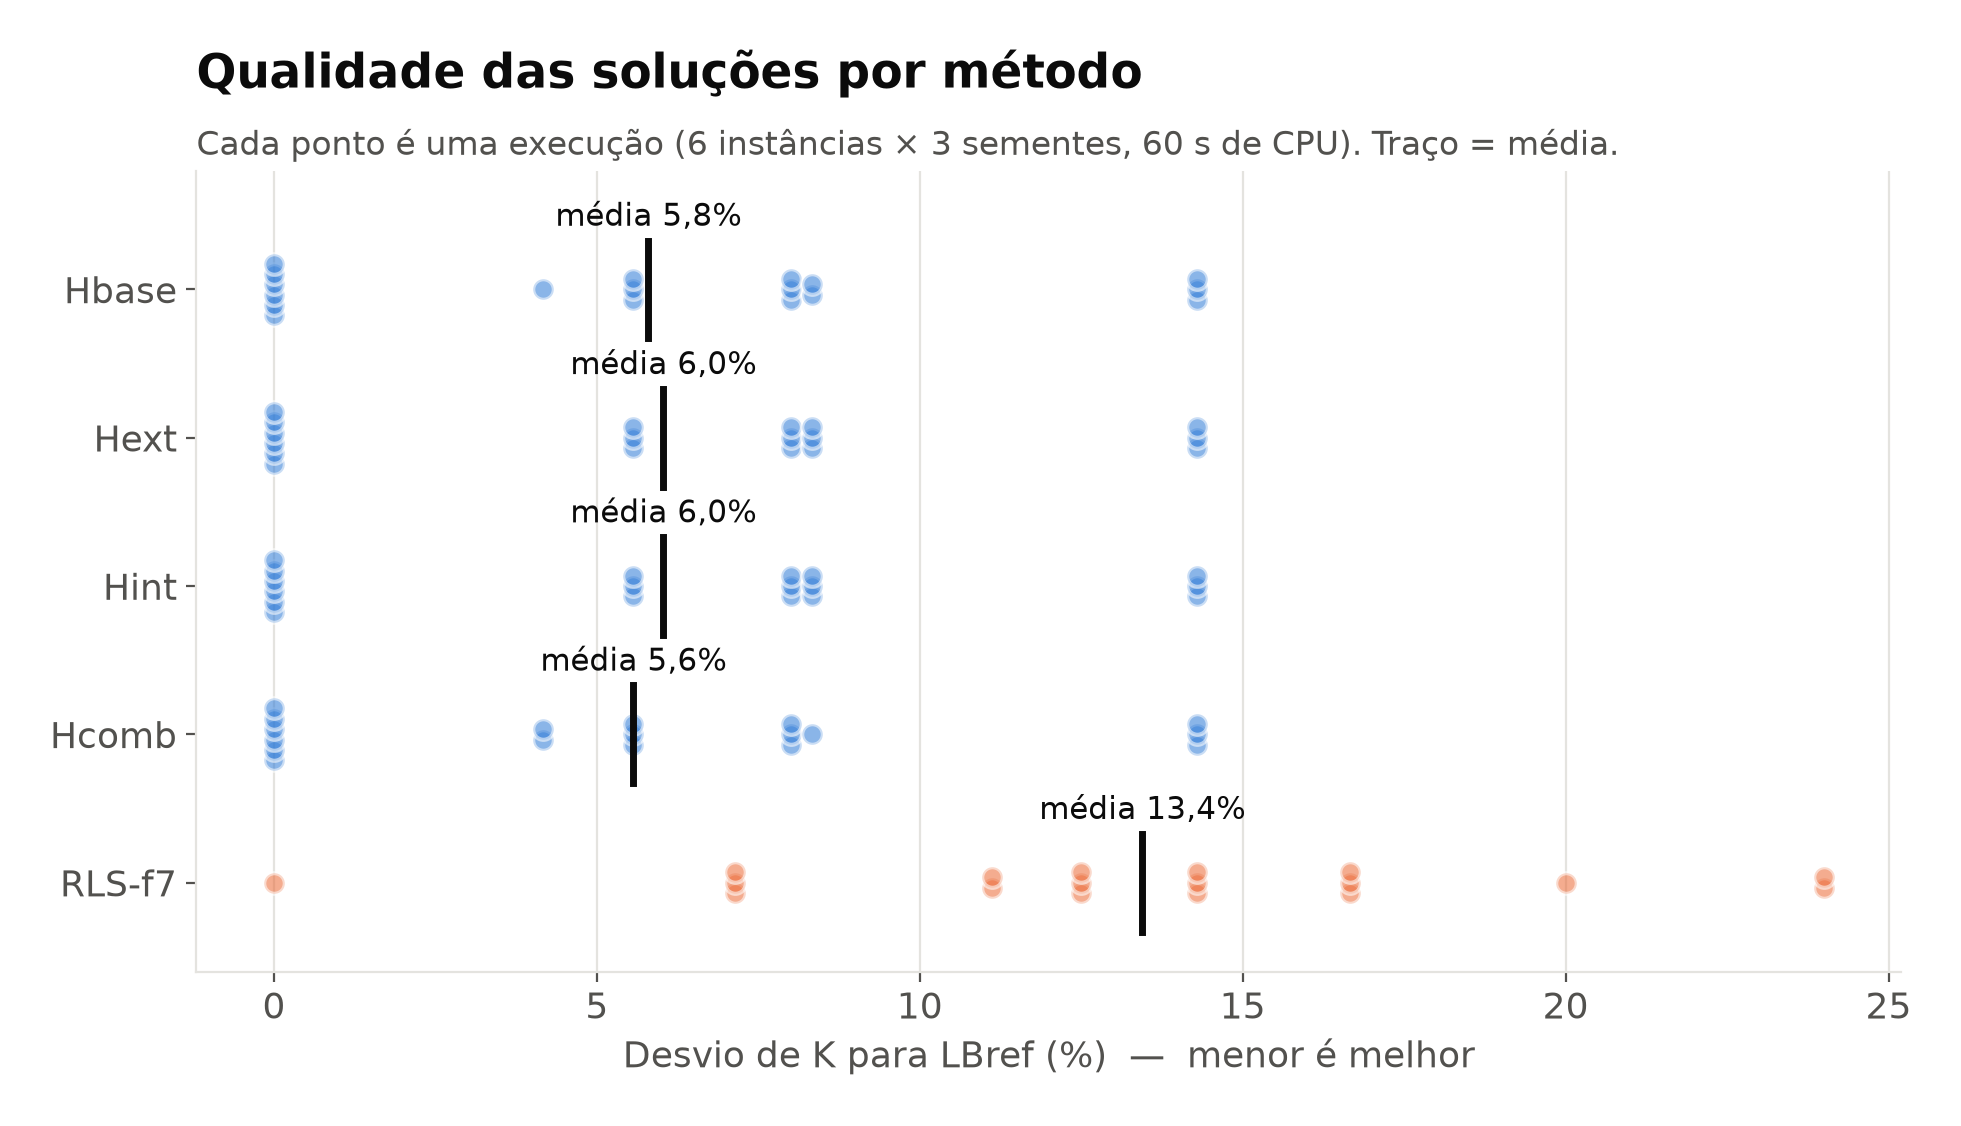 Qualidade das soluções por método
Cada ponto é uma execução (6 instâncias × 3 sementes, 60 s de CPU). Traço = média.
média 5,8%
Hbase
média 6,0%
Hext
média 6,0%
Hint
média 5,6%
Hcomb
média 13,4%
RLS-f7
0 5 10 15 20 25
Desvio de K para LBref (%) — menor é melhor